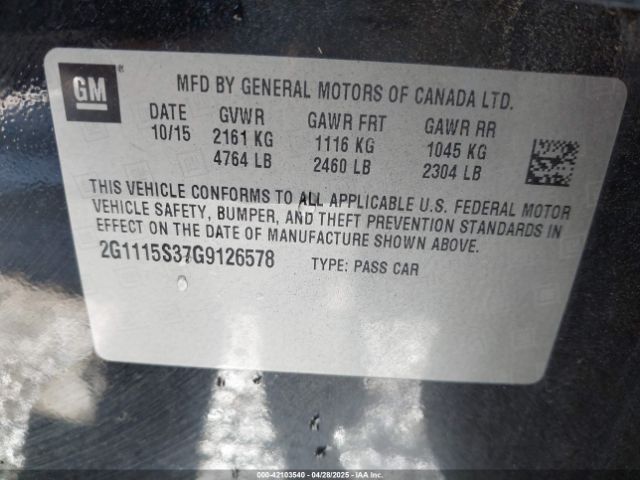 GM
MFD BY GENERAL MOTORS OF CANADA LTD.
DATE GVWR GAWR FRT GAWR RR
10/15 2161 KG 1116 KG 1045 KG
4764 LB 2460 LB 2304 LB
THIS VEHICLE CONFORMS TO ALL APPLICABLE U.S. FEDERAL MOTOR
VEHICLE SAFETY, BUMPER, AND THEFT PREVENTION STANDARDS IN
EFFECT ON THE DATE OF MANUFACTURE SHOWN ABOVE.
2G1115S37G9126578 TYPE: PASS CAR
000-42103540 - 04/28/2025 - IAA Inc.